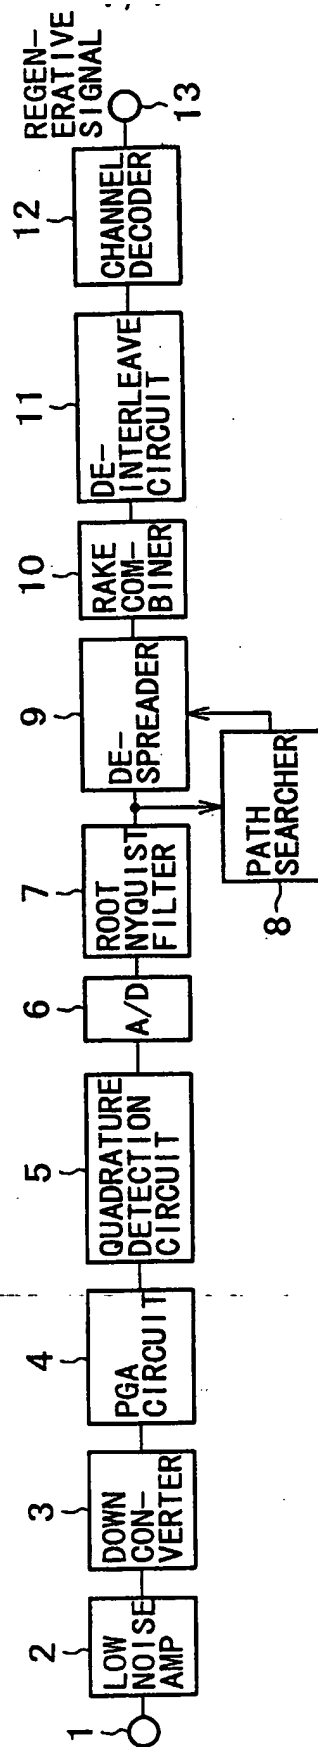 1
2
LOW
NOISE
AMP
3
DOWN
CON-
VERTER
4
PGA
CIRCUIT
5
QUADRATURE
DETECTION
CIRCUIT
6
A/D
7
ROOT
NYQUIST
FILTER
8
PATH
SEARCHER
9
DE-
SPREADER
10
RAKE
COM-
BINER
11
DE-
INTERLEAVE
CIRCUIT
12
CHANNEL
DECODER
REGEN-
ERATIVE
SIGNAL
13